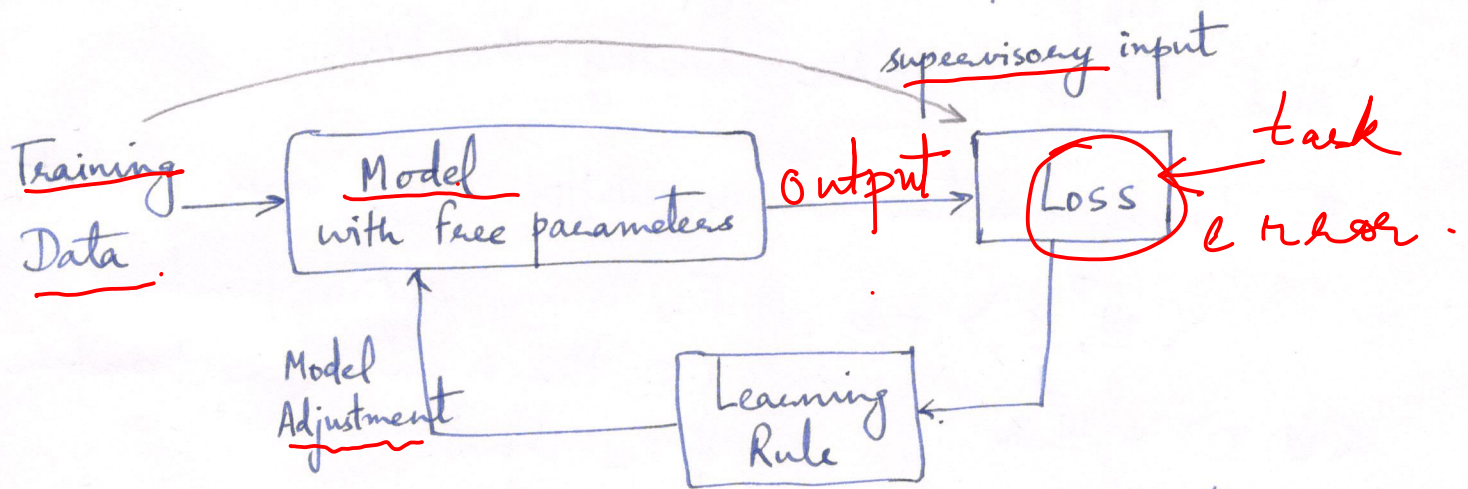 supervisory input
Training
Data
Model
with free parameters
output
Loss
task
error.
Model
Adjustment
Learning
Rule